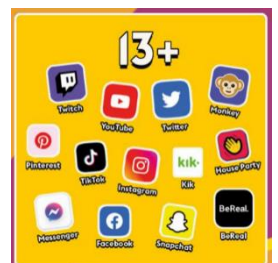 13+
Twitch
YouTube
Twitter
Monkey
Pinterest
TikTok
Instagram
kik·
Kik
House Party
Messenger
Facebook
Snapchat
BeReal.
BeReal